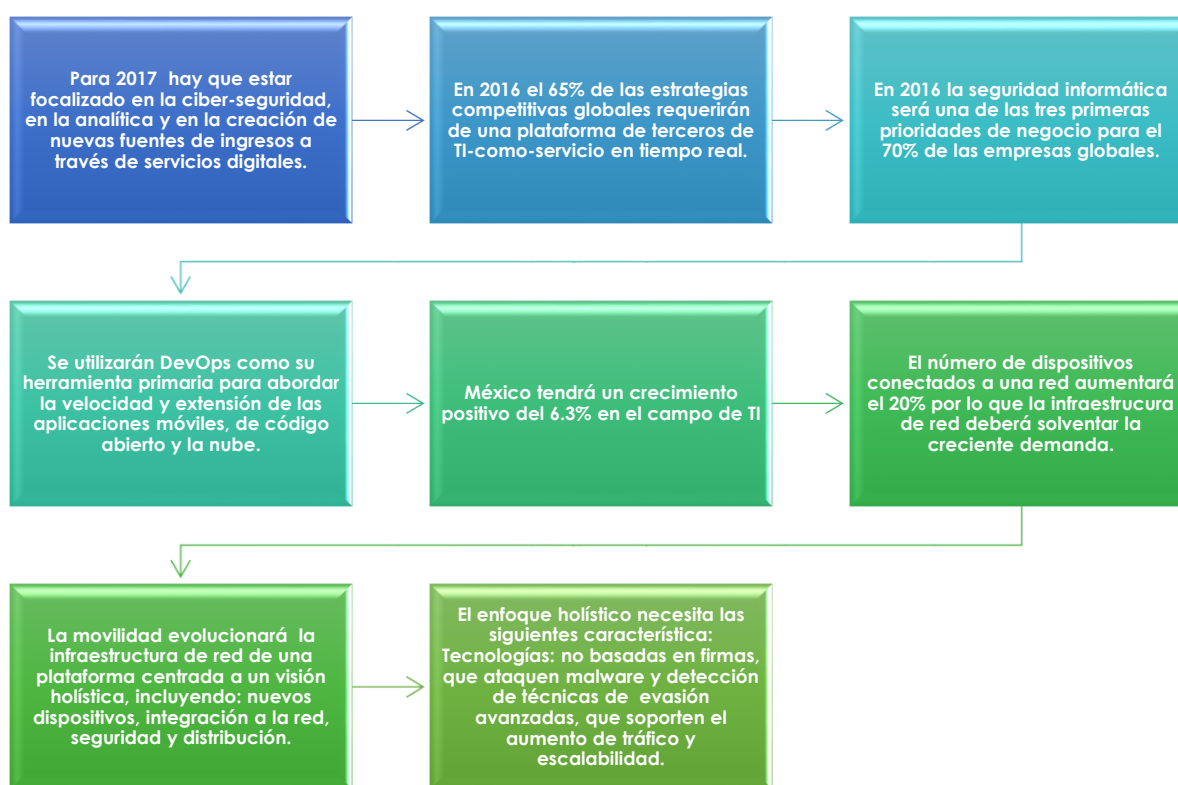 Para 2017 hay que estar
focalizado en la ciber-seguridad,
en la analítica y en la creación de
nuevas fuentes de ingresos a
través de servicios digitales.
En 2016 el 65% de las estrategias
competitivas globales requerirán
de una plataforma de terceros de
TI-como-servicio en tiempo real.
En 2016 la seguridad informática
será una de las tres primeras
prioridades de negocio para el
70% de las empresas globales.
Se utilizarán DevOps como su
herramienta primaria para abordar
la velocidad y extensión de las
aplicaciones móviles, de código
abierto y la nube.
México tendrá un crecimiento
positivo del 6.3% en el campo de TI
El número de dispositivos
conectados a una red aumentará
el 20% por lo que la infraestrucura
de red deberá solventar la
creciente demanda.
La movilidad evolucionará la
infraestructura de red de una
plataforma centrada a un visión
holística, incluyendo: nuevos
dispositivos, integración a la red,
seguridad y distribución.
El enfoque holístico necesita las
siguientes característica:
Tecnologías: no basadas en firmas,
que ataquen malware y detección
de técnicas de evasión
avanzadas, que soporten el
aumento de tráfico y
escalabilidad.